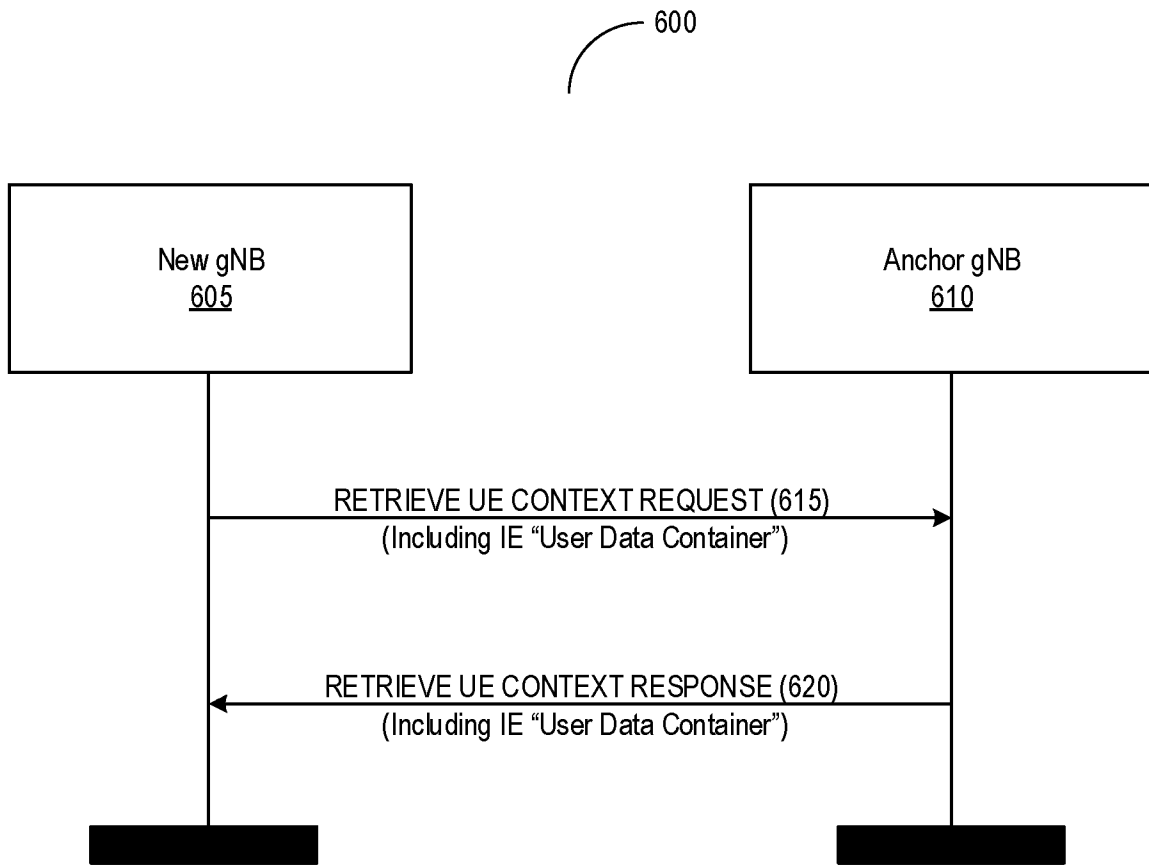 600
New gNB
605
Anchor gNB
610
RETRIEVE UE CONTEXT REQUEST (615)
(Including IE “User Data Container”)
RETRIEVE UE CONTEXT RESPONSE (620)
(Including IE “User Data Container”)